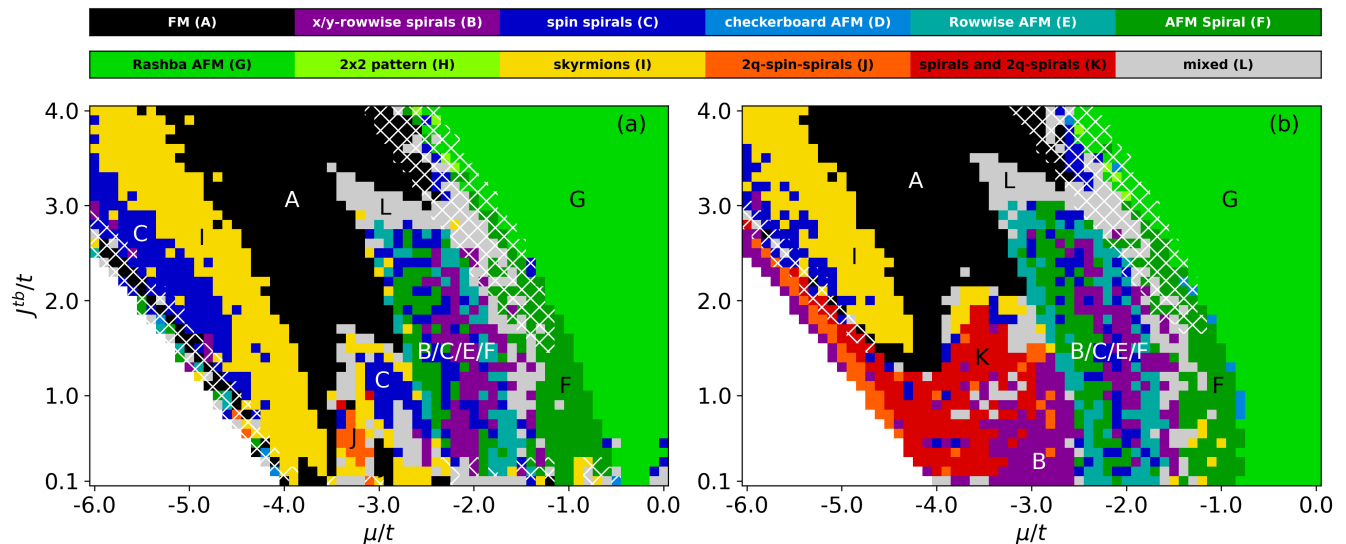 FM (A) x/y-rowwise spirals (B) spin spirals (C) checkerboard AFM (D) Rowwise AFM (E) AFM Spiral (F)
Rashba AFM (G) 2x2 pattern (H) skyrmions (I) 2q-spin-spirals (J) spirals and 2q-spirals (K) mixed (L)
4.0 (a) (b)
A L G A L G
3.0 3.0
C I I
J^{tb}/t
2.0 2.0
B/C/E/F K B/C/E/F
C F F
1.0 1.0
J B
0.1 0.1
-6.0 -5.0 -4.0 -3.0 -2.0 -1.0 0.0 -6.0 -5.0 -4.0 -3.0 -2.0 -1.0 0.0
μ/t μ/t
4.0